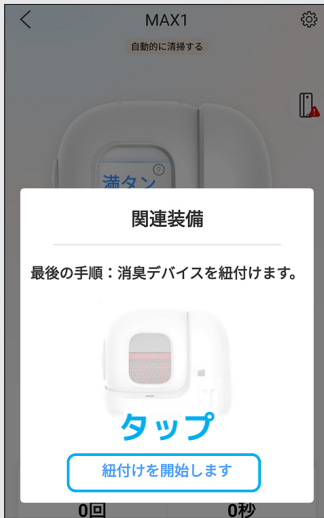 MAX1
自動的に清掃する
満タン
?
関連装備
最後の手順：消臭デバイスを紐付けます。
タップ
紐付けを開始します
0回
0秒